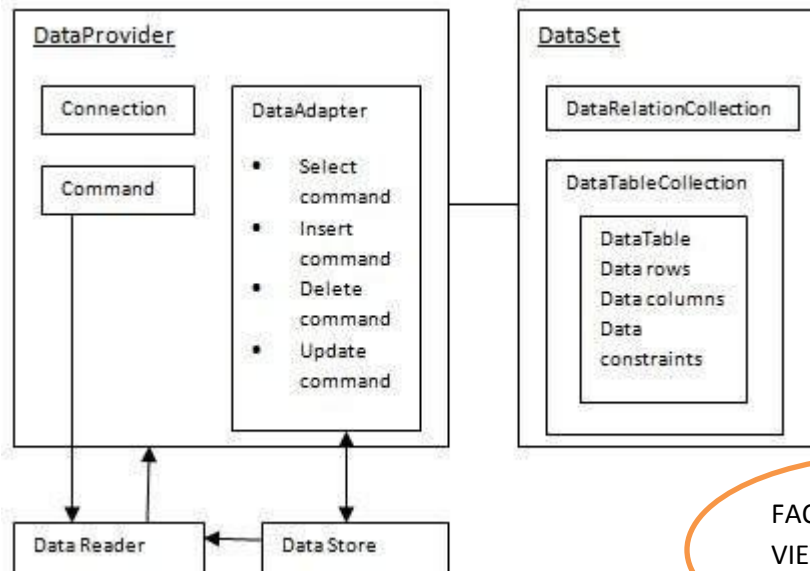 DataProvider
Connection
Command
DataAdapter
• Select
command
• Insert
command
• Delete
command
• Update
command
DataSet
DataRelationCollection
DataTableCollection
DataTable
Data rows
Data columns
Data
constraints
Data Reader
Data Store